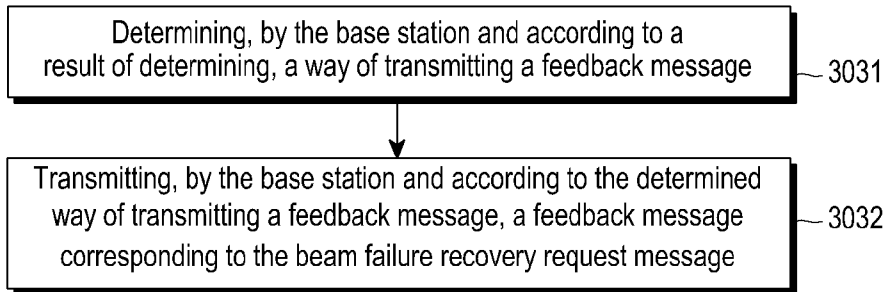 Determining, by the base station and according to a
result of determining, a way of transmitting a feedback message
3031
Transmitting, by the base station and according to the determined
way of transmitting a feedback message, a feedback message
corresponding to the beam failure recovery request message
3032